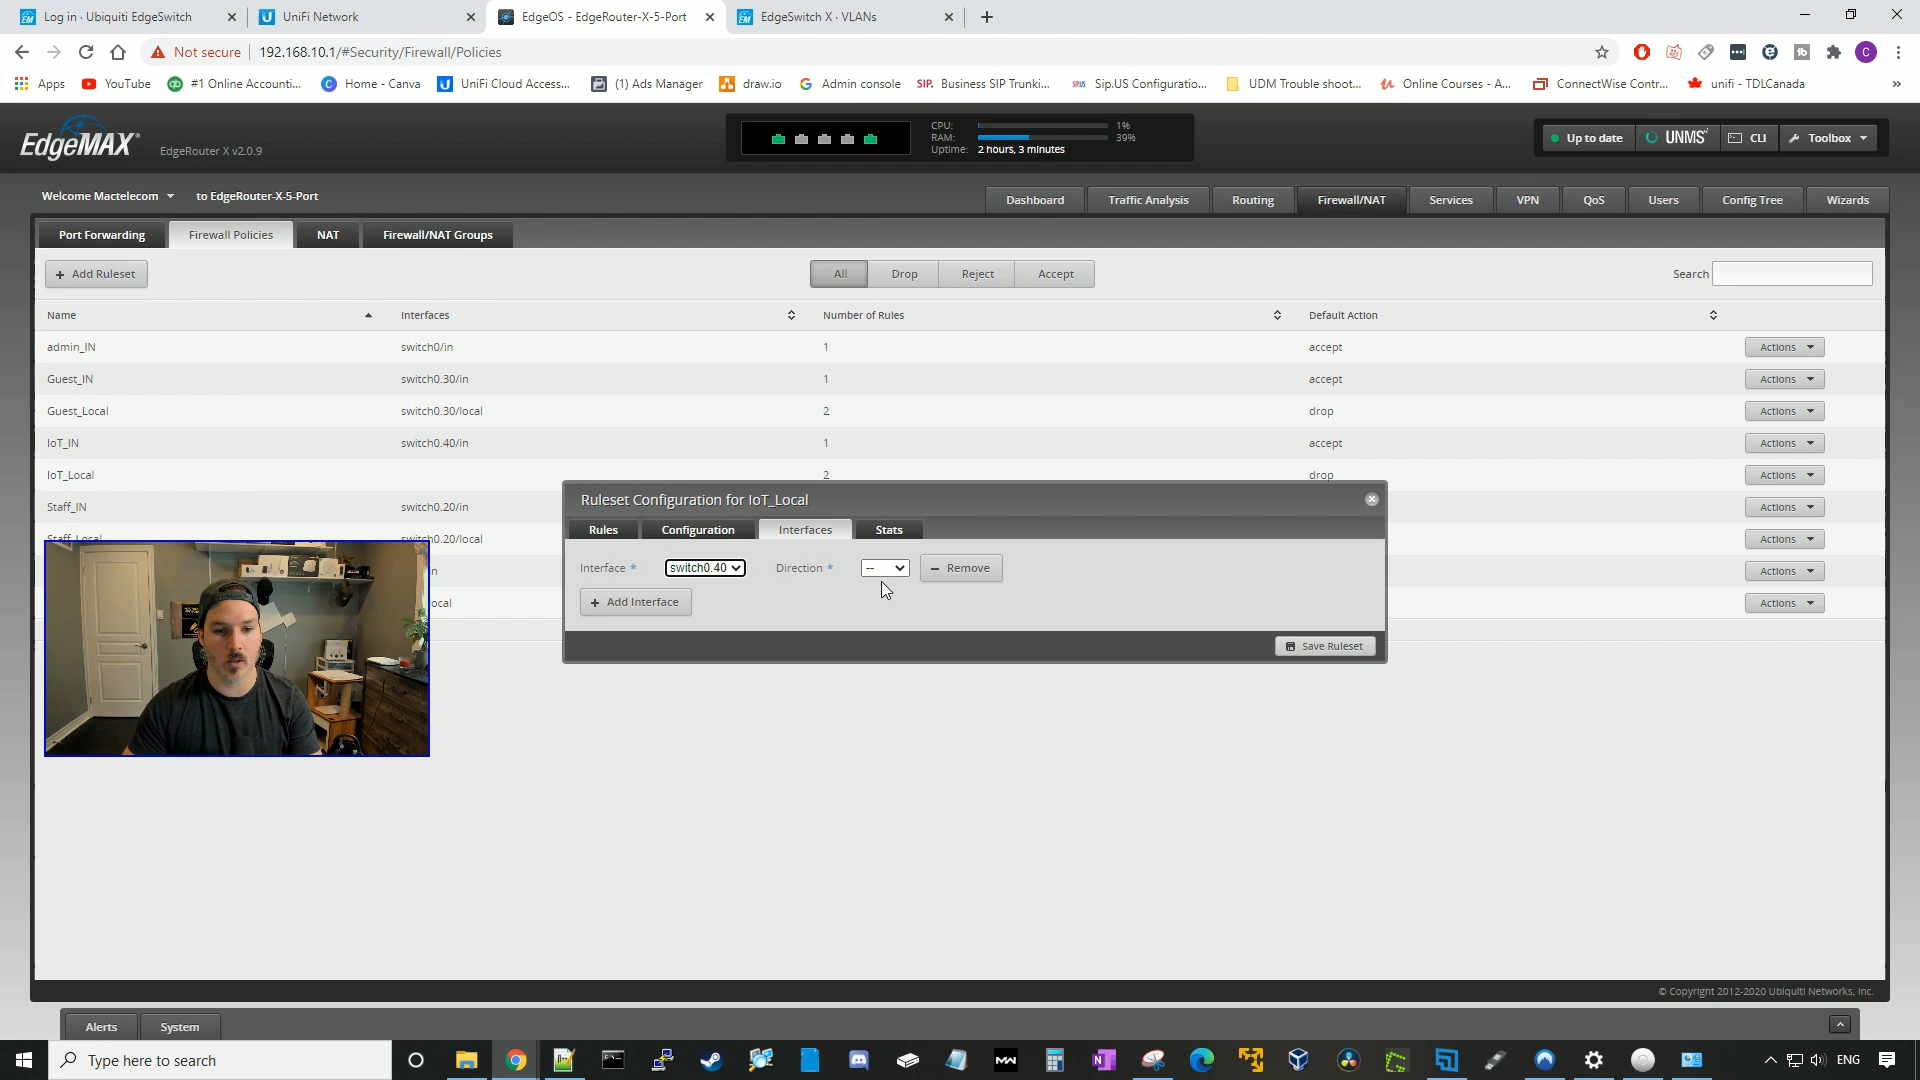 Log in · Ubiquiti EdgeSwitch
UniFi Network
EdgeOS - EdgeRouter-X-5-Port
EdgeSwitch X · VLANs
Not secure
192.168.10.1/#Security/Firewall/Policies
Apps
YouTube
#1 Online Accounti...
Home - Canva
UniFi Cloud Access...
(1) Ads Manager
draw.io
Admin console
SIP. Business SIP Trunki...
Sip.US Configuratio...
UDM Trouble shoot...
Online Courses - A...
ConnectWise Contr...
unifi - TDLCanada
»
EdgeMAX
EdgeRouter X v2.0.9
CPU: 1%
RAM: 39%
Uptime: 2 hours, 3 minutes
Up to date
UNMS
CLI
Toolbox
Welcome Mactelecom
to EdgeRouter-X-5-Port
Dashboard
Traffic Analysis
Routing
Firewall/NAT
Services
VPN
QoS
Users
Config Tree
Wizards
Port Forwarding
Firewall Policies
NAT
Firewall/NAT Groups
+ Add Ruleset
All
Drop
Reject
Accept
Search
Name Interfaces Number of Rules Default Action
admin_IN switch0/in 1 accept Actions
Guest_IN switch0.30/in 1 accept Actions
Guest_Local switch0.30/local 2 drop Actions
IoT_IN switch0.40/in 1 accept Actions
IoT_Local 2 drop Actions
Staff_IN switch0.20/in Actions
Staff_Local switch0.20/local Actions
in Actions
ocal Actions
Ruleset Configuration for IoT_Local
Rules
Configuration
Interfaces
Stats
Interface * switch0.40 Direction * -- − Remove
+ Add Interface
Save Ruleset
© Copyright 2012-2020 Ubiquiti Networks, Inc.
Alerts
System
Type here to search
ENG